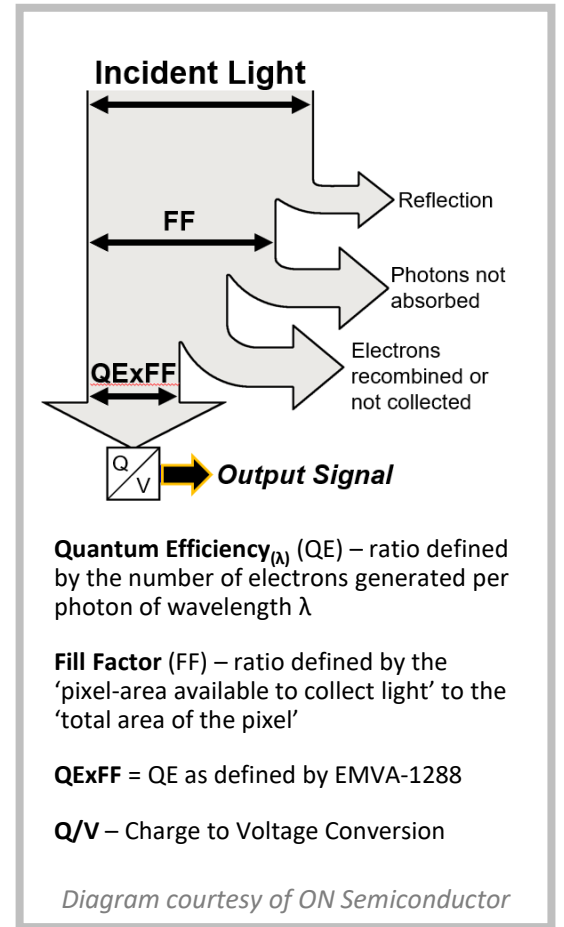 Incident Light
Reflection
FF
Photons not
absorbed
Electrons
recombined or
not collected
QExFF
Q
V
Output Signal
Quantum Efficiency(λ) (QE) – ratio defined
by the number of electrons generated per
photon of wavelength λ
Fill Factor (FF) – ratio defined by the
‘pixel-area available to collect light’ to the
‘total area of the pixel’
QExFF = QE as defined by EMVA-1288
Q/V – Charge to Voltage Conversion
Diagram courtesy of ON Semiconductor